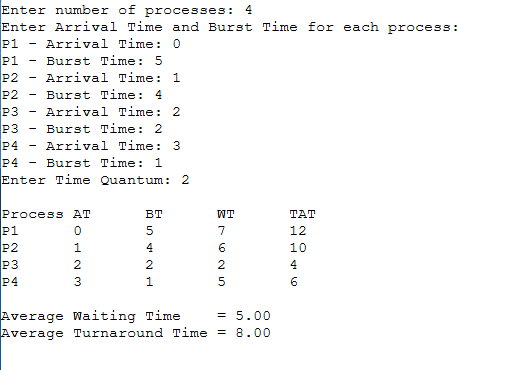 Enter number of processes: 4
Enter Arrival Time and Burst Time for each process:
P1 - Arrival Time: 0
P1 - Burst Time: 5
P2 - Arrival Time: 1
P2 - Burst Time: 4
P3 - Arrival Time: 2
P3 - Burst Time: 2
P4 - Arrival Time: 3
P4 - Burst Time: 1
Enter Time Quantum: 2
Process AT BT WT TAT
P1 0 5 7 12
P2 1 4 6 10
P3 2 2 2 4
P4 3 1 5 6
Average Waiting Time = 5.00
Average Turnaround Time = 8.00